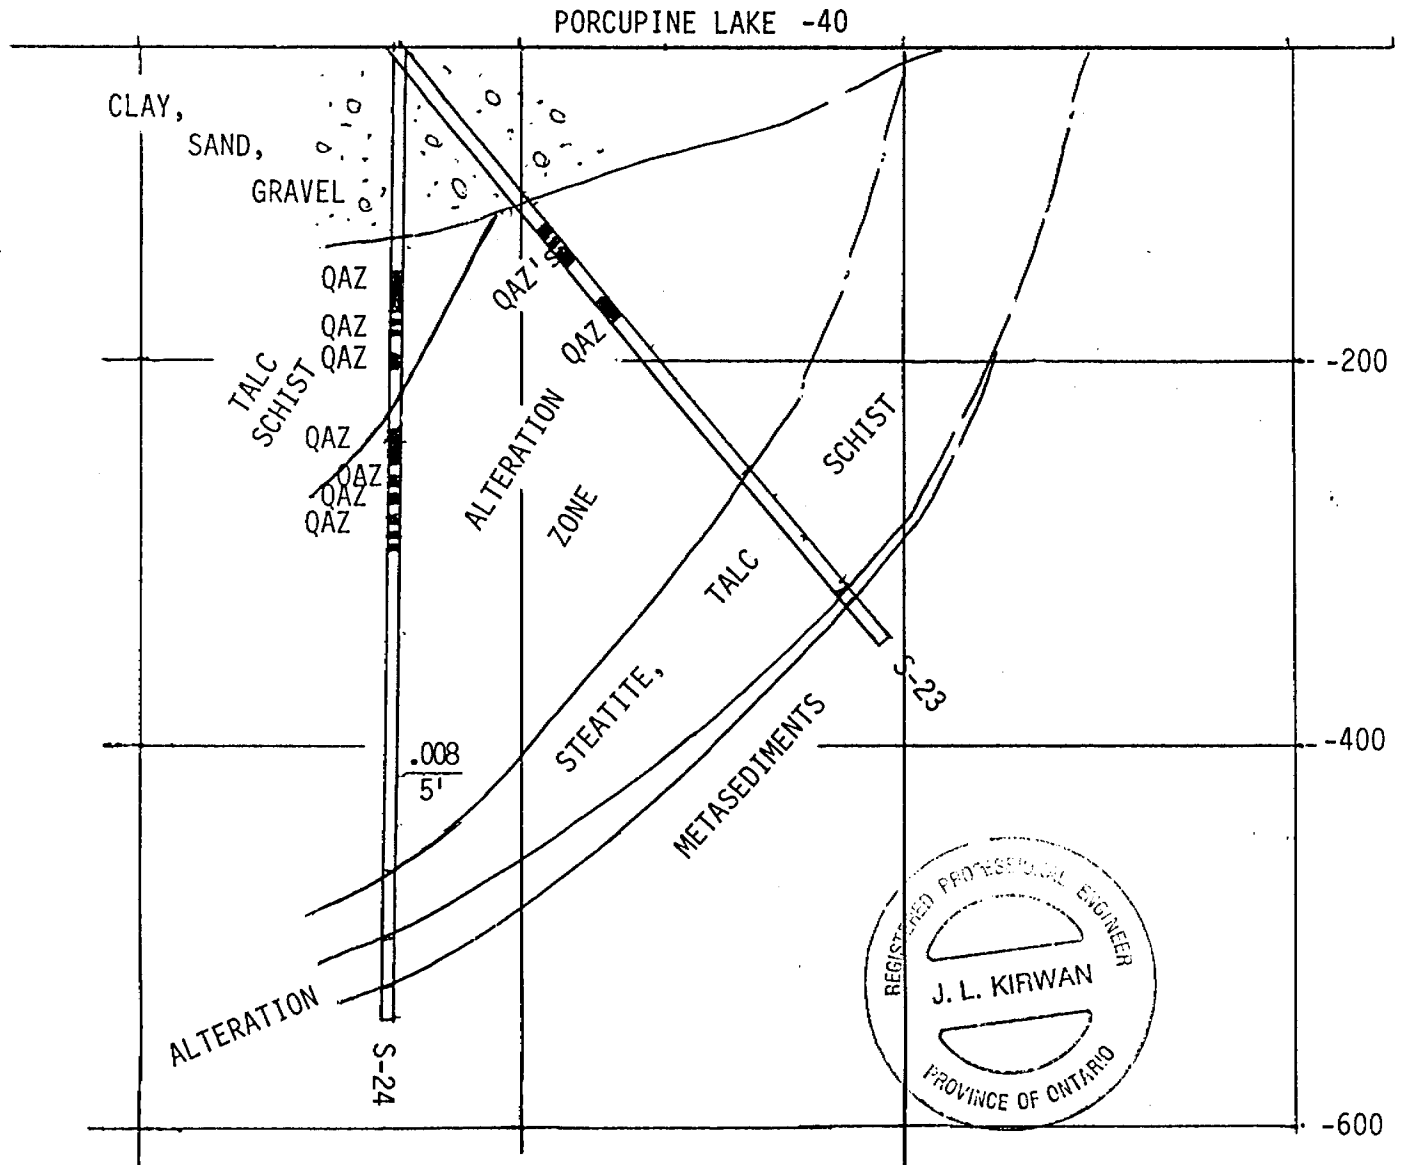 PORCUPINE LAKE -40
CLAY,
SAND,
GRAVEL
QAZ
QAZ
QAZ
TALC
SCHIST
QAZ
QAZ
QAZ
QAZ
QAZ'S
QAZ
ALTERATION
ZONE
SCHIST
TALC
STEATITE,
METASEDIMENTS
ALTERATION
.008
5'
S-23
S-24
-200
-400
-600
REGISTERED PROFESSIONAL ENGINEER
J. L. KIRWAN
PROVINCE OF ONTARIO